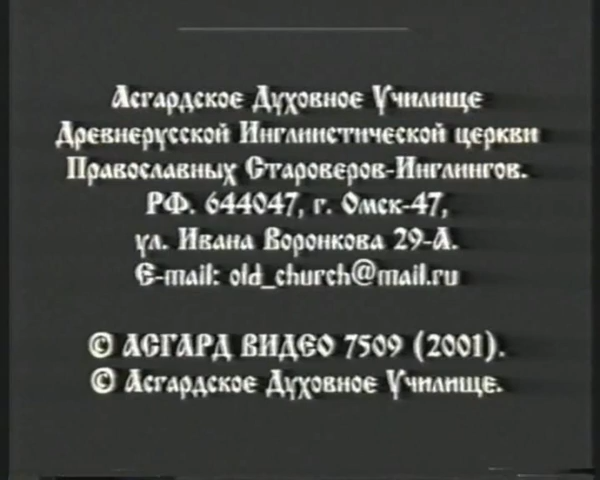 Асгардское Духовное Училище
Древнерусской Инглиистической церкви
Православных Староверов-Инглингов.
РФ. 644047, г. Омск-47,
ул. Ивана Воронкова 29-А.
E-mail: old_church@mail.ru
© АСГАРД ВИДЕО 7509 (2001).
© Асгардское Духовное Училище.